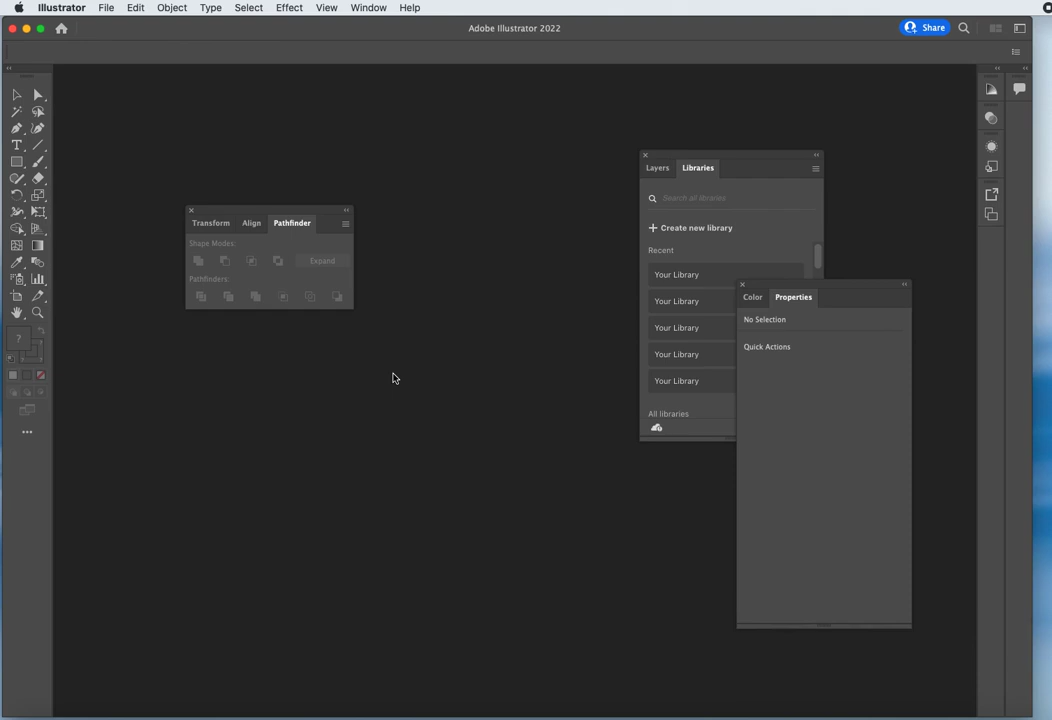 Illustrator File Edit Object Type Select Effect View Window Help
Adobe Illustrator 2022
Share
Layers Libraries
Search all libraries
Create new library
Recent
Your Library
Your Library
Your Library
Your Library
Your Library
All libraries
Transform Align Pathfinder
Shape Modes:
Expand
Pathfinders:
Color Properties
No Selection
Quick Actions
?